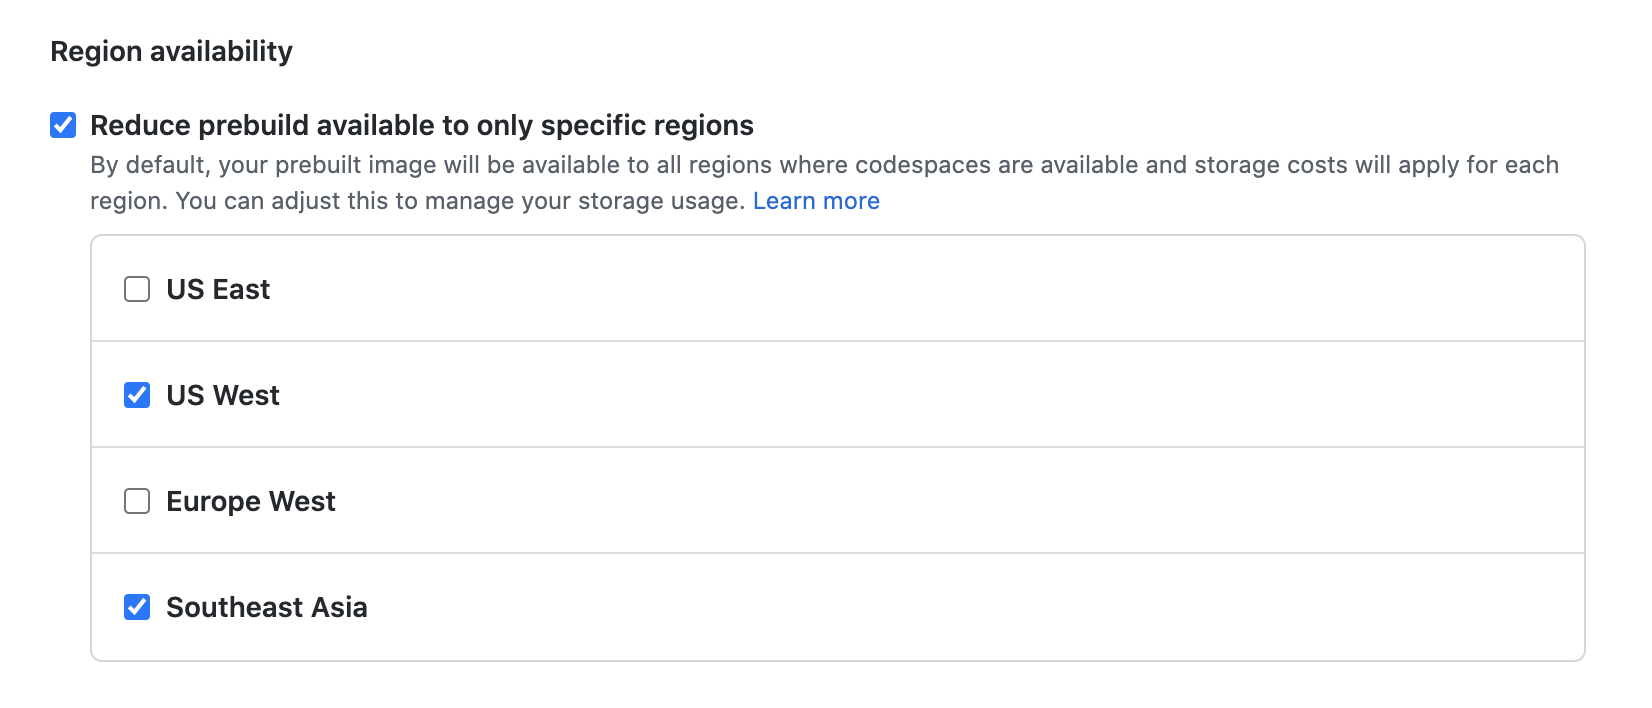 Region availability
Reduce prebuild available to only specific regions
By default, your prebuilt image will be available to all regions where codespaces are available and storage costs will apply for each
region. You can adjust this to manage your storage usage. Learn more
US East
US West
Europe West
Southeast Asia